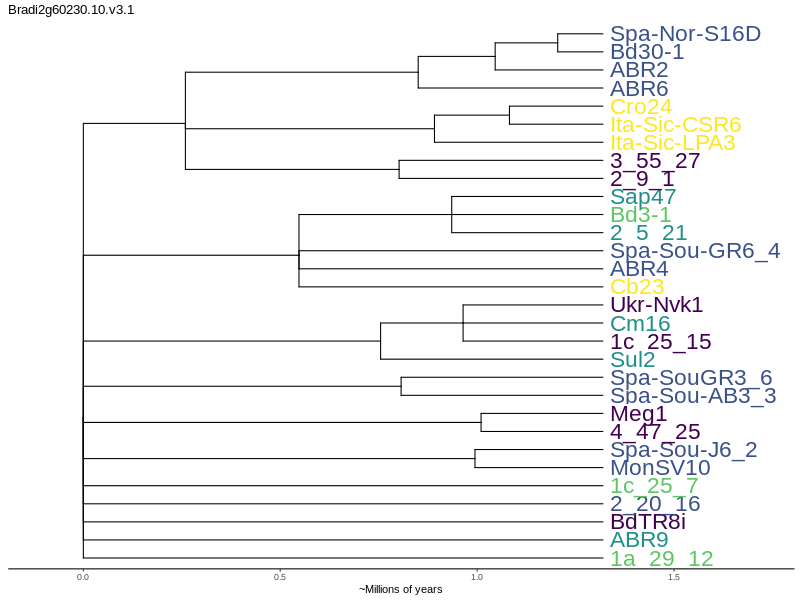 Bradi2g60230.10.v3.1
Spa-Nor-S16D
Bd30-1
ABR2
ABR6
Cro24
Ita-Sic-CSR6
Ita-Sic-LPA3
3_55_27
2_9_1
Sap47
Bd3-1
2_5_21
Spa-Sou-GR6_4
ABR4
Cb23
Ukr-Nvk1
Cm16
1c_25_15
Sul2
Spa-SouGR3_6
Spa-Sou-AB3_3
Meg1
4_47_25
Spa-Sou-J6_2
MonSV10
1c_25_7
2_20_16
BdTR8i
ABR9
1a_29_12
0.0 0.5 1.0 1.5
~Millions of years